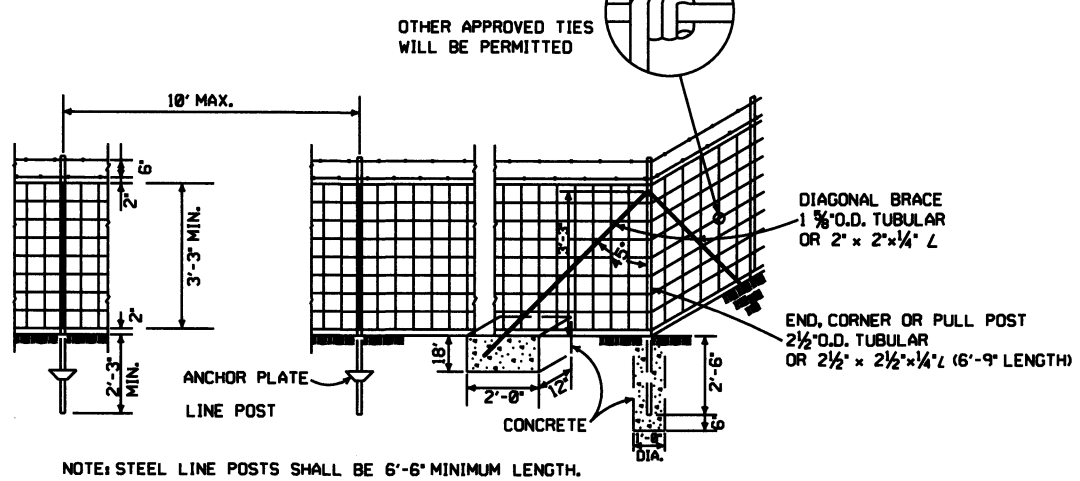 OTHER APPROVED TIES
WILL BE PERMITTED
10' MAX.
6"
2"
3'-3" MIN.
2"
2'-3"
MIN.
3'-3"
45°
DIAGONAL BRACE
1 5/8"O.D. TUBULAR
OR 2" x 2"x1/4" L
END, CORNER OR PULL POST
2½"O.D. TUBULAR
OR 2½" x 2½"x¼"L (6'-9" LENGTH)
ANCHOR PLATE
LINE POST
18'
2'-0"
12"
CONCRETE
2'-6"
6"
DIA.
NOTE: STEEL LINE POSTS SHALL BE 6'-6" MINIMUM LENGTH.